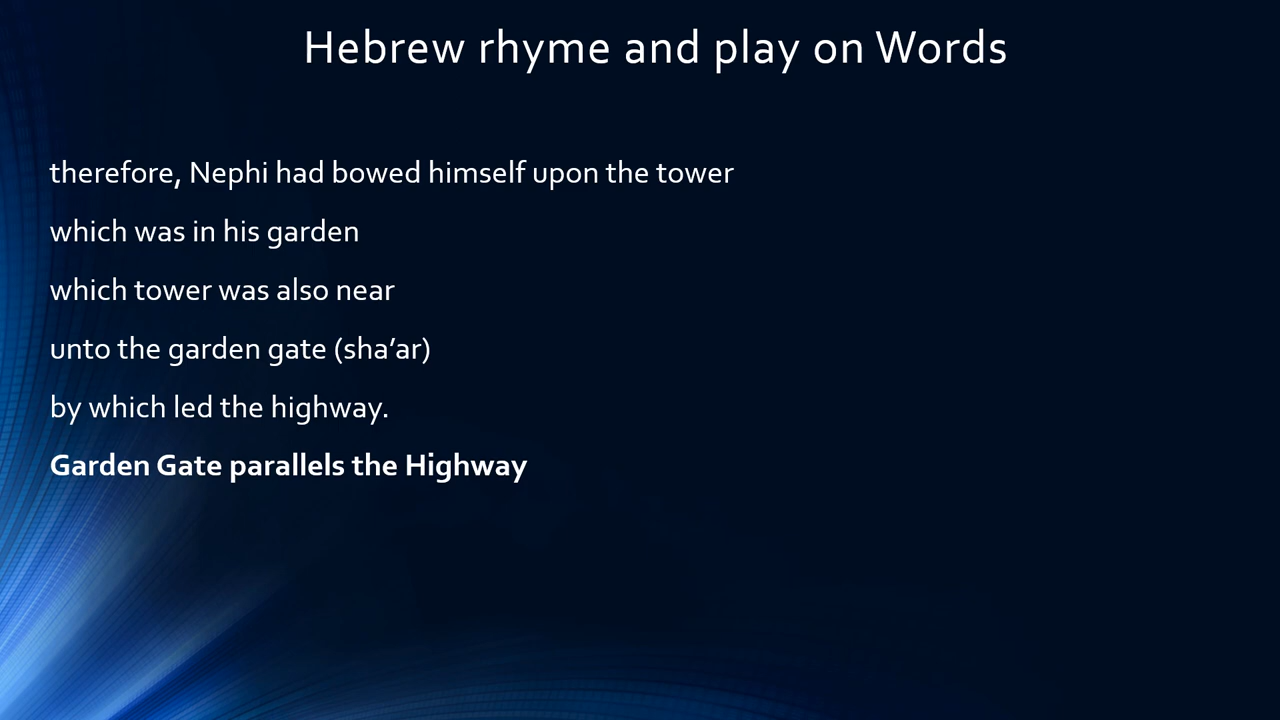 Hebrew rhyme and play on Words
therefore, Nephi had bowed himself upon the tower
which was in his garden
which tower was also near
unto the garden gate (sha’ar)
by which led the highway.
Garden Gate parallels the Highway